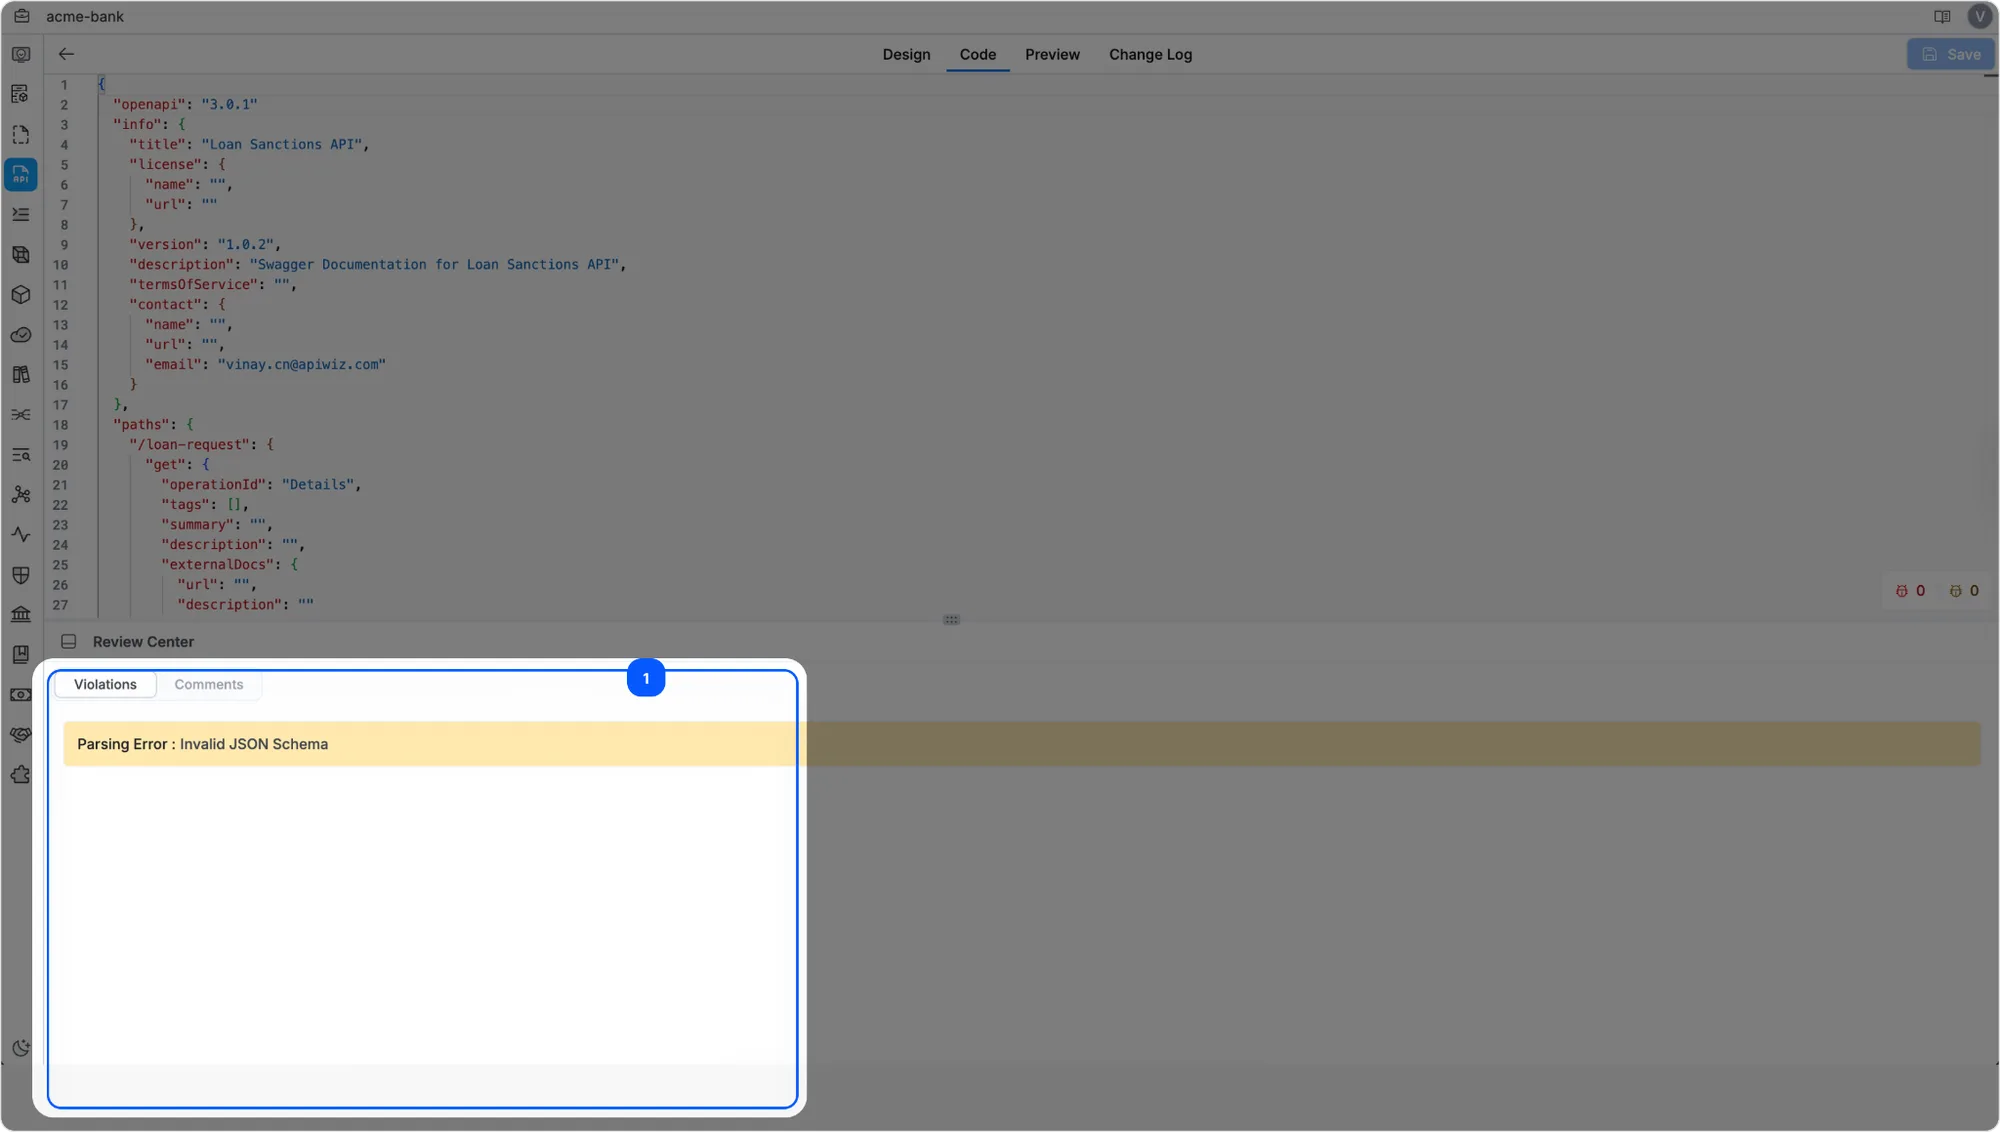 acme-bank
V
Design Code Preview Change Log
Save
1 {
2 "openapi": "3.0.1"
3 "info": {
4 "title": "Loan Sanctions API",
5 "license": {
6 "name": "",
7 "url": ""
8 },
9 "version": "1.0.2",
10 "description": "Swagger Documentation for Loan Sanctions API",
11 "termsOfService": "",
12 "contact": {
13 "name": "",
14 "url": "",
15 "email": "vinay.cn@apiwiz.com"
16 }
17 },
18 "paths": {
19 "/loan-request": {
20 "get": {
21 "operationId": "Details",
22 "tags": [],
23 "summary": "",
24 "description": "",
25 "externalDocs": {
26 "url": "",
27 "description": ""
API
0 0
Review Center
1
Violations Comments
Parsing Error : Invalid JSON Schema